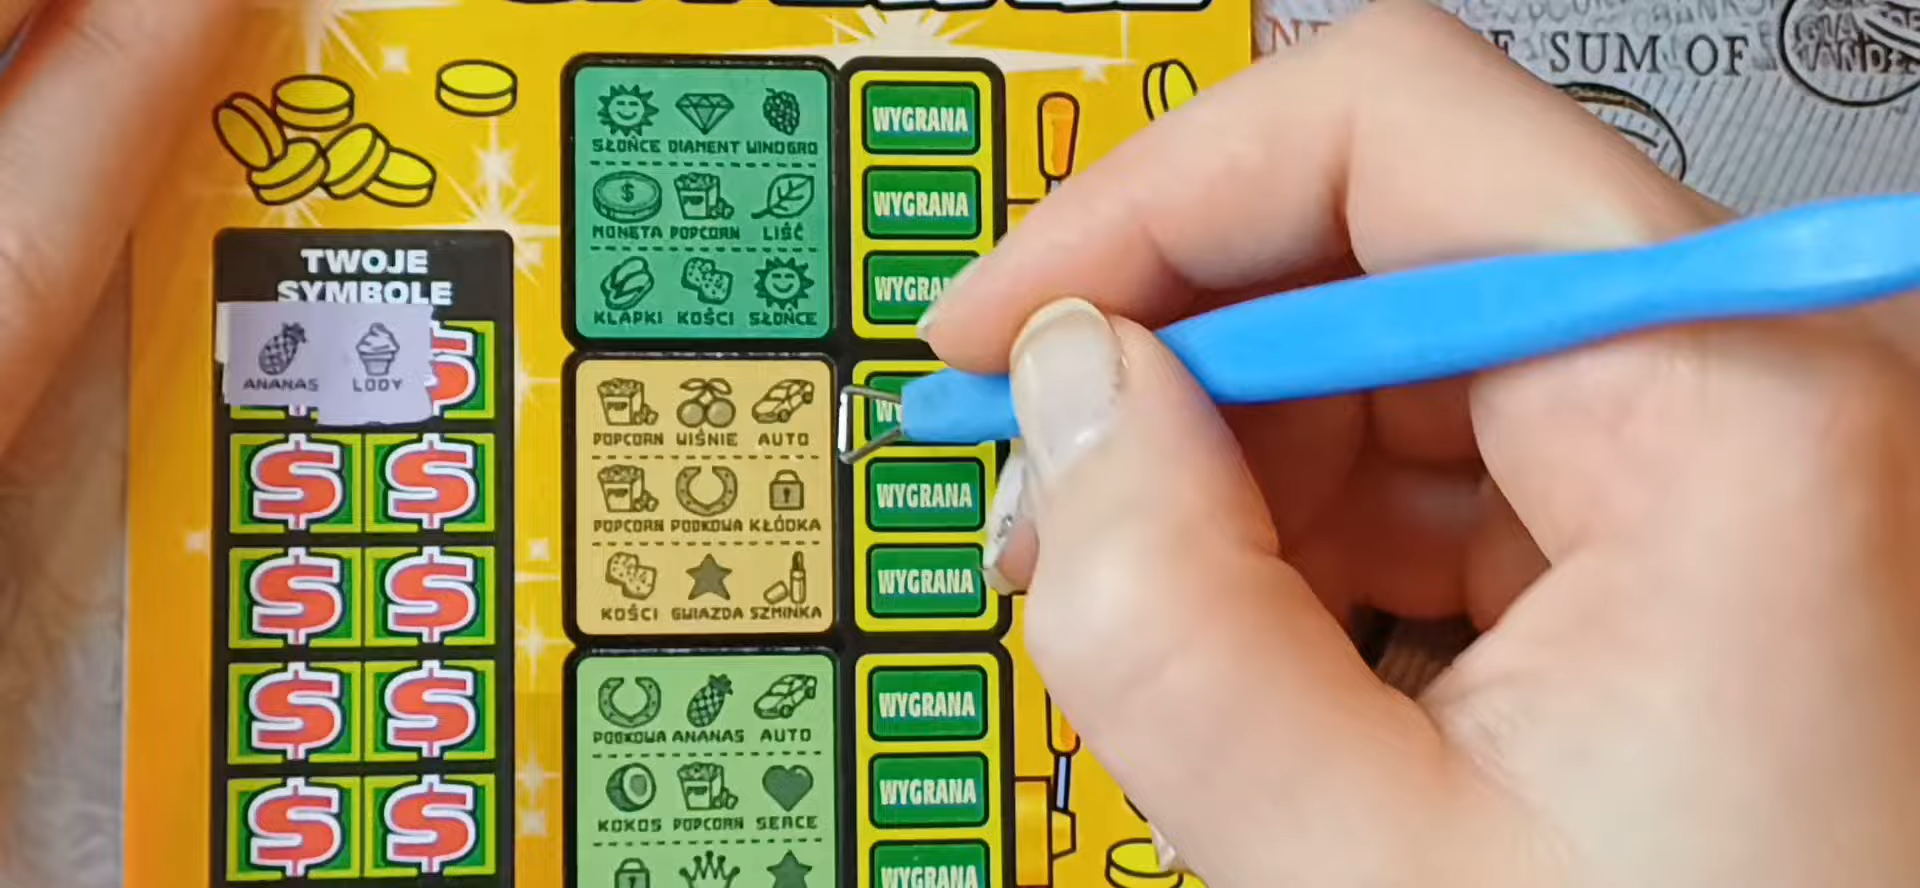 SUM OF
SŁOŃCE DIAMENT WINOGRO
WYGRANA
MONETA POPCORN LIŚĆ
WYGRANA
KLAPKI KOŚCI SŁOŃCE
TWOJE
SYMBOLE
ANANAS LODY
POPCORN WIŚNIE AUTO
POPCORN PODKOWA KŁÓDKA
WYGRANA
KOŚCI GWIAZDA SZMINKA
WYGRANA
PODKOWA ANANAS AUTO
WYGRANA
KOKOS POPCORN SERCE
WYGRANA
WYGRANA